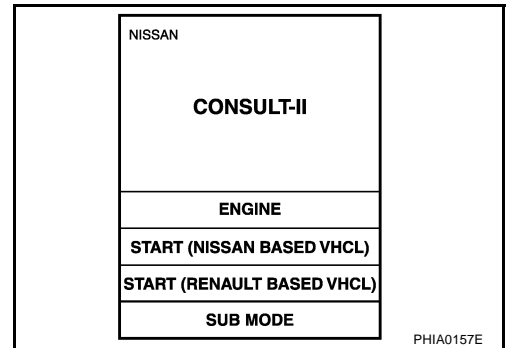 NISSAN
CONSULT-II
ENGINE
START (NISSAN BASED VHCL)
START (RENAULT BASED VHCL)
SUB MODE
PHIA0157E